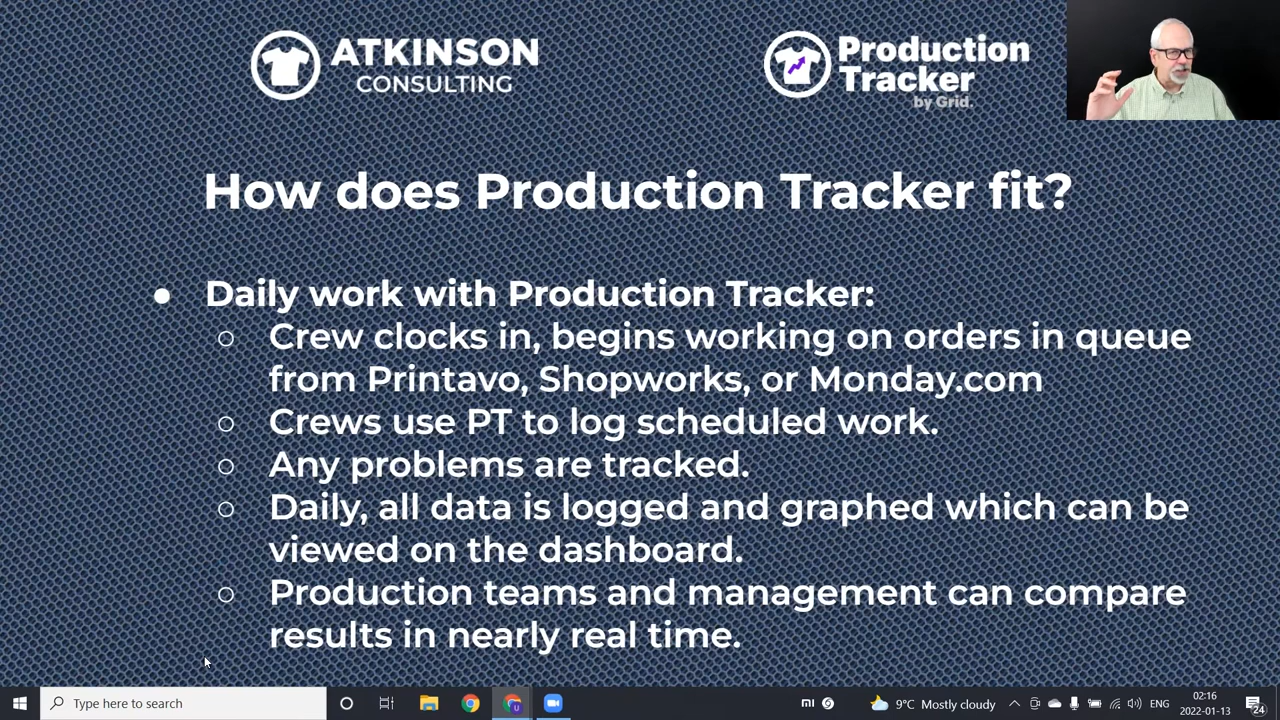 ATKINSON
CONSULTING
Production
Tracker
by Grid.
How does Production Tracker fit?
● Daily work with Production Tracker:
○ Crew clocks in, begins working on orders in queue
from Printavo, Shopworks, or Monday.com
○ Crews use PT to log scheduled work.
○ Any problems are tracked.
○ Daily, all data is logged and graphed which can be
viewed on the dashboard.
○ Production teams and management can compare
results in nearly real time.
Type here to search
9°C Mostly cloudy
ENG
02:16
2022-01-13
24